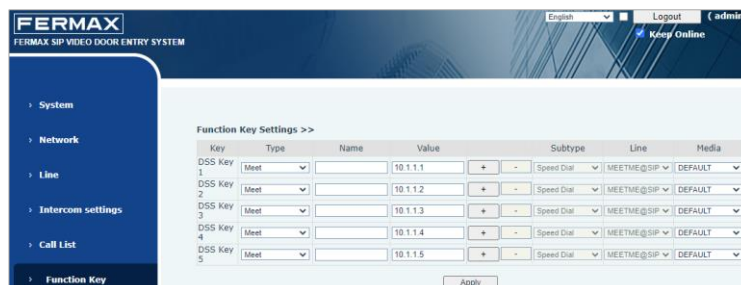 FERMAX
FERMAX SIP VIDEO DOOR ENTRY SYSTEM
English Logout ( admin
Keep Online
› System
› Network
› Line
› Intercom settings
› Call List
› Function Key
Function Key Settings >>
Key Type Name Value Subtype Line Media
DSS Key 1 Meet 10.1.1.1 + - Speed Dial MEETME@SIP DEFAULT
DSS Key 2 Meet 10.1.1.2 + - Speed Dial MEETME@SIP DEFAULT
DSS Key 3 Meet 10.1.1.3 + - Speed Dial MEETME@SIP DEFAULT
DSS Key 4 Meet 10.1.1.4 + - Speed Dial MEETME@SIP DEFAULT
DSS Key 5 Meet 10.1.1.5 + - Speed Dial MEETME@SIP DEFAULT
Apply